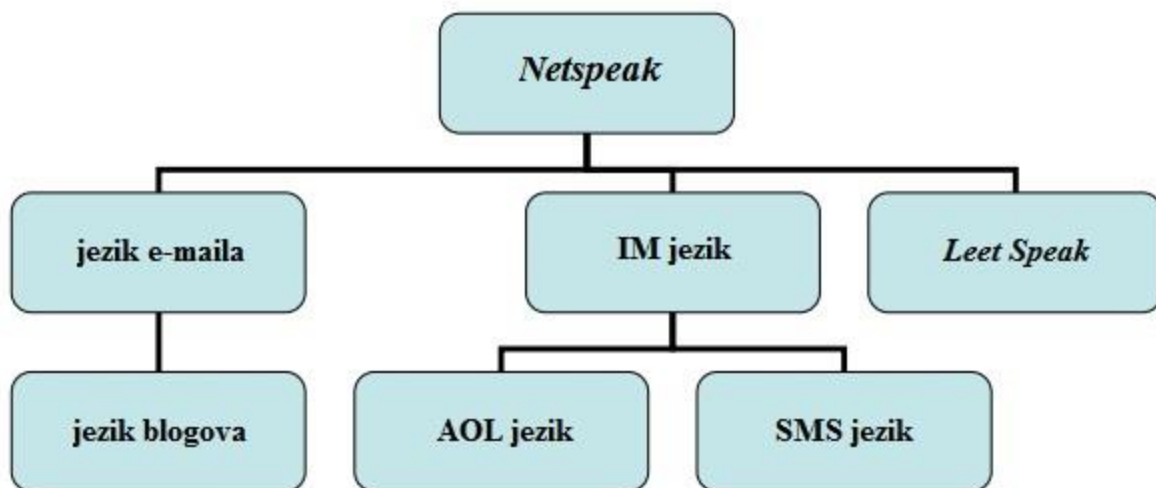 Netspeak
jezik e-maila
IM jezik
Leet Speak
jezik blogova
AOL jezik
SMS jezik